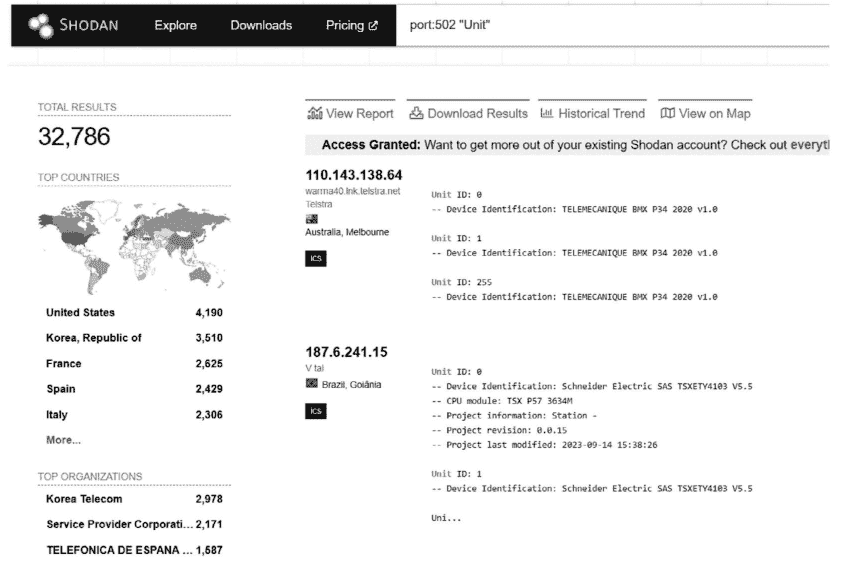 SHODAN Explore Downloads Pricing port:502 "Unit"
TOTAL RESULTS
32,786
TOP COUNTRIES
United States 4,190
Korea, Republic of 3,510
France 2,625
Spain 2,429
Italy 2,306
More...
TOP ORGANIZATIONS
Korea Telecom 2,978
Service Provider Corporati... 2,171
TELEFONICA DE ESPANA ... 1,587
View Report Download Results Historical Trend View on Map
Access Granted: Want to get more out of your existing Shodan account? Check out everytl
110.143.138.64
warma40.lnk.telstra.net
Telstra
Australia, Melbourne
ICS
Unit ID: 0
-- Device Identification: TELEMECANIQUE BMX P34 2020 v1.0
Unit ID: 1
-- Device Identification: TELEMECANIQUE BMX P34 2020 v1.0
Unit ID: 255
-- Device Identification: TELEMECANIQUE BMX P34 2020 v1.0
187.6.241.15
V tal
Brazil, Goiânia
ICS
Unit ID: 0
-- Device Identification: Schneider Electric SAS TSXETY4103 V5.5
-- CPU module: TSX P57 3634M
-- Project information: Station -
-- Project revision: 0.0.15
-- Project last modified: 2023-09-14 15:38:26
Unit ID: 1
-- Device Identification: Schneider Electric SAS TSXETY4103 V5.5
Uni...